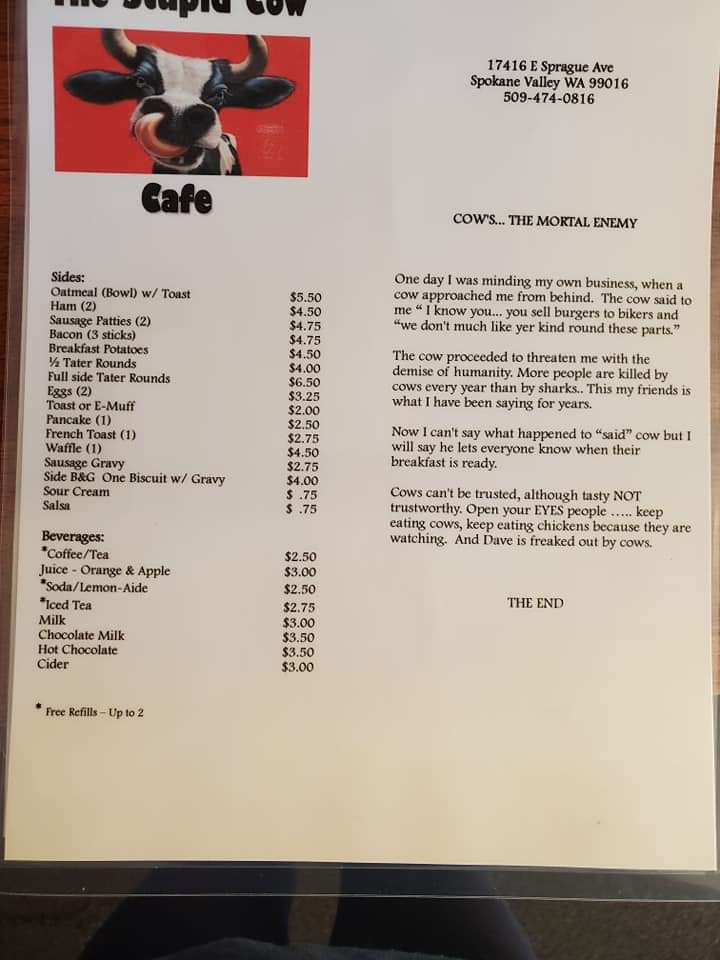 The Stupid Cow
Cafe
17416 E Sprague Ave
Spokane Valley WA 99016
509-474-0816
COW'S... THE MORTAL ENEMY
Sides:
Oatmeal (Bowl) w/ Toast $5.50
Ham (2) $4.50
Sausage Patties (2) $4.75
Bacon (3 sticks) $4.75
Breakfast Potatoes $4.50
½ Tater Rounds $4.00
Full side Tater Rounds $6.50
Eggs (2) $3.25
Toast or E-Muff $2.00
Pancake (1) $2.50
French Toast (1) $2.75
Waffle (1) $4.50
Sausage Gravy $2.75
Side B&G One Biscuit w/ Gravy $4.00
Sour Cream $ .75
Salsa $ .75
Beverages:
*Coffee/Tea $2.50
Juice - Orange & Apple $3.00
*Soda/Lemon-Aide $2.50
*Iced Tea $2.75
Milk $3.00
Chocolate Milk $3.50
Hot Chocolate $3.50
Cider $3.00
* Free Refills – Up to 2
One day I was minding my own business, when a
cow approached me from behind. The cow said to
me “ I know you... you sell burgers to bikers and
“we don't much like yer kind round these parts.”
The cow proceeded to threaten me with the
demise of humanity. More people are killed by
cows every year than by sharks.. This my friends is
what I have been saying for years.
Now I can't say what happened to “said” cow but I
will say he lets everyone know when their
breakfast is ready.
Cows can't be trusted, although tasty NOT
trustworthy. Open your EYES people ….. keep
eating cows, keep eating chickens because they are
watching. And Dave is freaked out by cows.
THE END